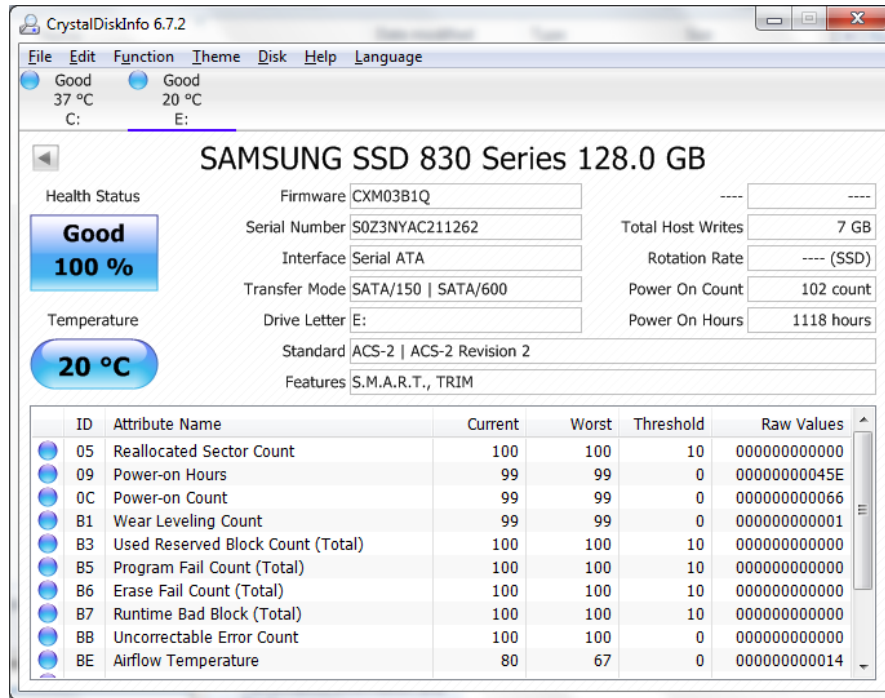 CrystalDiskInfo 6.7.2
File Edit Function Theme Disk Help Language
Good Good
37 °C 20 °C
C: E:
SAMSUNG SSD 830 Series 128.0 GB
Health Status
Good
100 %
Temperature
20 °C
Firmware CXM03B1Q ---- ----
Serial Number S0Z3NYAC211262 Total Host Writes 7 GB
Interface Serial ATA Rotation Rate ---- (SSD)
Transfer Mode SATA/150 | SATA/600 Power On Count 102 count
Drive Letter E: Power On Hours 1118 hours
Standard ACS-2 | ACS-2 Revision 2
Features S.M.A.R.T., TRIM
ID Attribute Name Current Worst Threshold Raw Values
05 Reallocated Sector Count 100 100 10 000000000000
09 Power-on Hours 99 99 0 00000000045E
0C Power-on Count 99 99 0 000000000066
B1 Wear Leveling Count 99 99 0 000000000001
B3 Used Reserved Block Count (Total) 100 100 10 000000000000
B5 Program Fail Count (Total) 100 100 10 000000000000
B6 Erase Fail Count (Total) 100 100 10 000000000000
B7 Runtime Bad Block (Total) 100 100 10 000000000000
BB Uncorrectable Error Count 100 100 0 000000000000
BE Airflow Temperature 80 67 0 000000000014